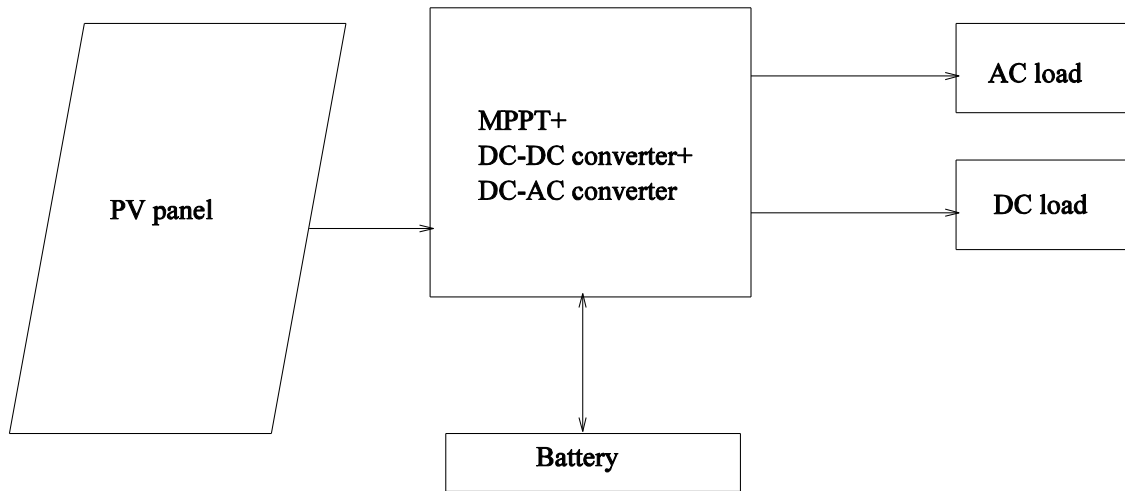 PV panel
MPPT+
DC-DC converter+
DC-AC converter
AC load
DC load
Battery